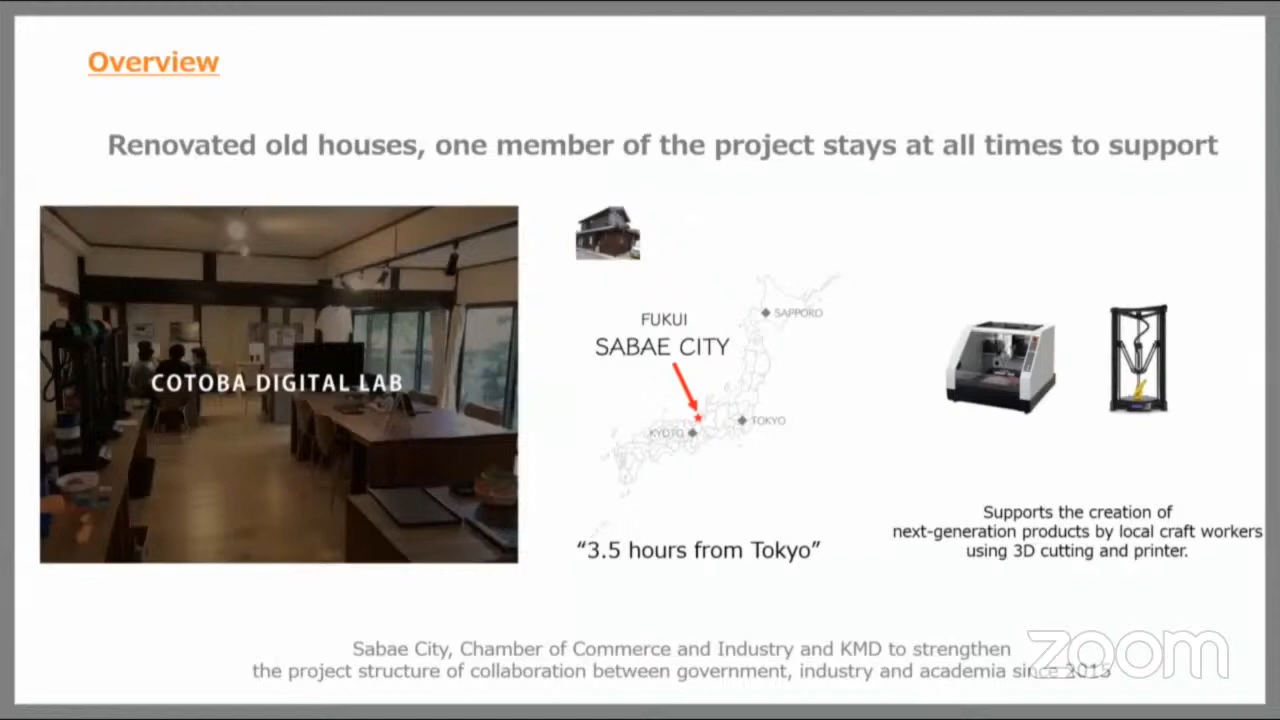 Overview
Renovated old houses, one member of the project stays at all times to support
COTOBA DIGITAL LAB
FUKUI
SABAE CITY
SAPPORO
TOKYO
KYOTO
“3.5 hours from Tokyo”
Supports the creation of
next-generation products by local craft workers
using 3D cutting and printer.
Sabae City, Chamber of Commerce and Industry and KMD to strengthen
the project structure of collaboration between government, industry and academia since
zoom